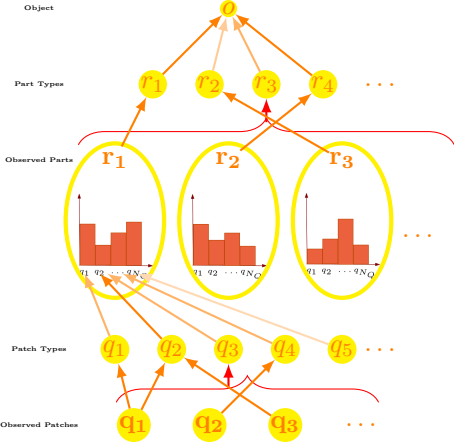 Object
o
Part Types
r1 r2 r3 r4 ...
Observed Parts
r1 r2 r3
...
q1 q2 ... qNQ q1 q2 ... qNQ q1 q2 ... qNQ
Patch Types
q1 q2 q3 q4 q5 ...
Observed Patches
q1 q2 q3 ...